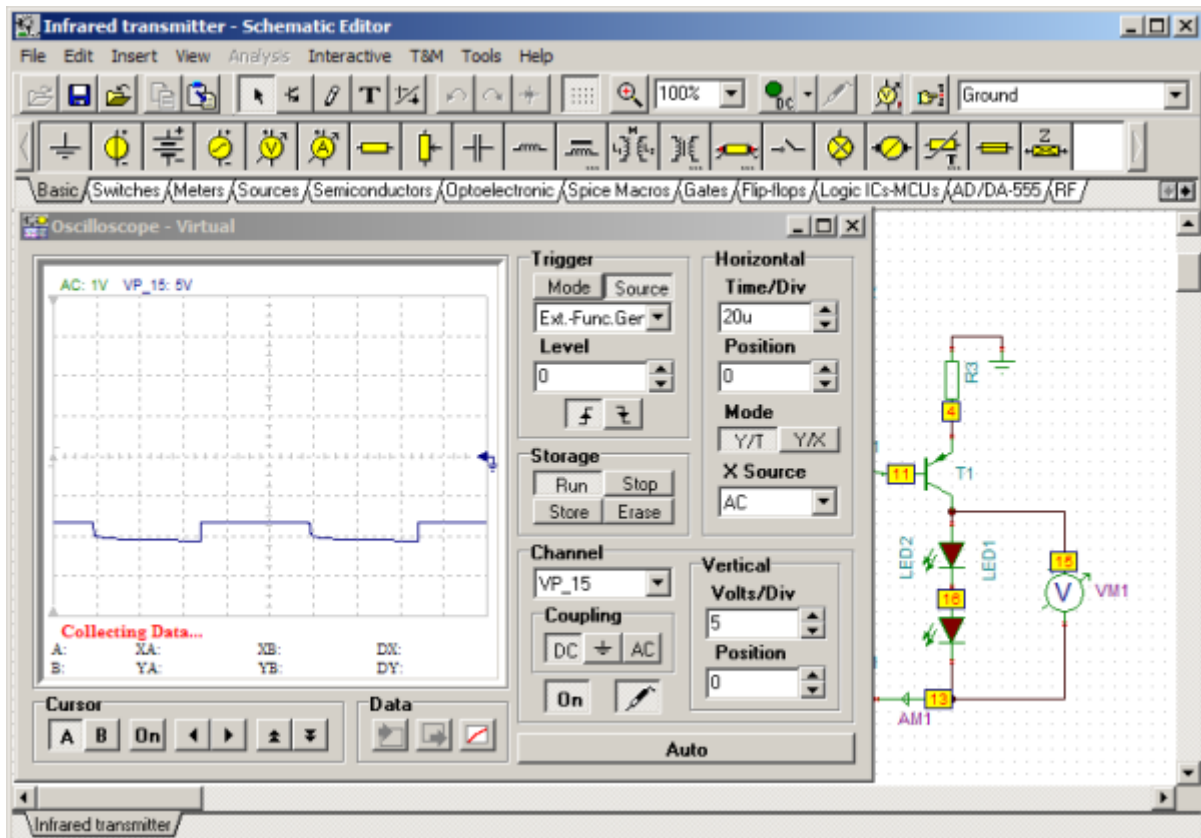 Infrared transmitter - Schematic Editor
File Edit Insert View Analysis Interactive T&M Tools Help
T 100% DC V Ground
V A M Z T
Basic Switches Meters Sources Semiconductors Optoelectronic Spice Macros Gates Flip-flops Logic ICs-MCUs AD/DA-555 RF
Oscilloscope - Virtual
AC: 1V VP_15: 5V
Collecting Data...
A: XA: XB: DX:
B: YA: YB: DY:
Cursor
A B On
Data
Trigger
Mode Source
Ext.-Func.Ger
Level
0
Storage
Run Stop
Store Erase
Channel
VP_15
Coupling
DC AC
On
Horizontal
Time/Div
20u
Position
0
Mode
Y/T Y/X
X Source
AC
Vertical
Volts/Div
5
Position
0
Auto
R3
4
11
T1
LED2
LED1
15
V
VM1
16
13
AM1
Infrared transmitter